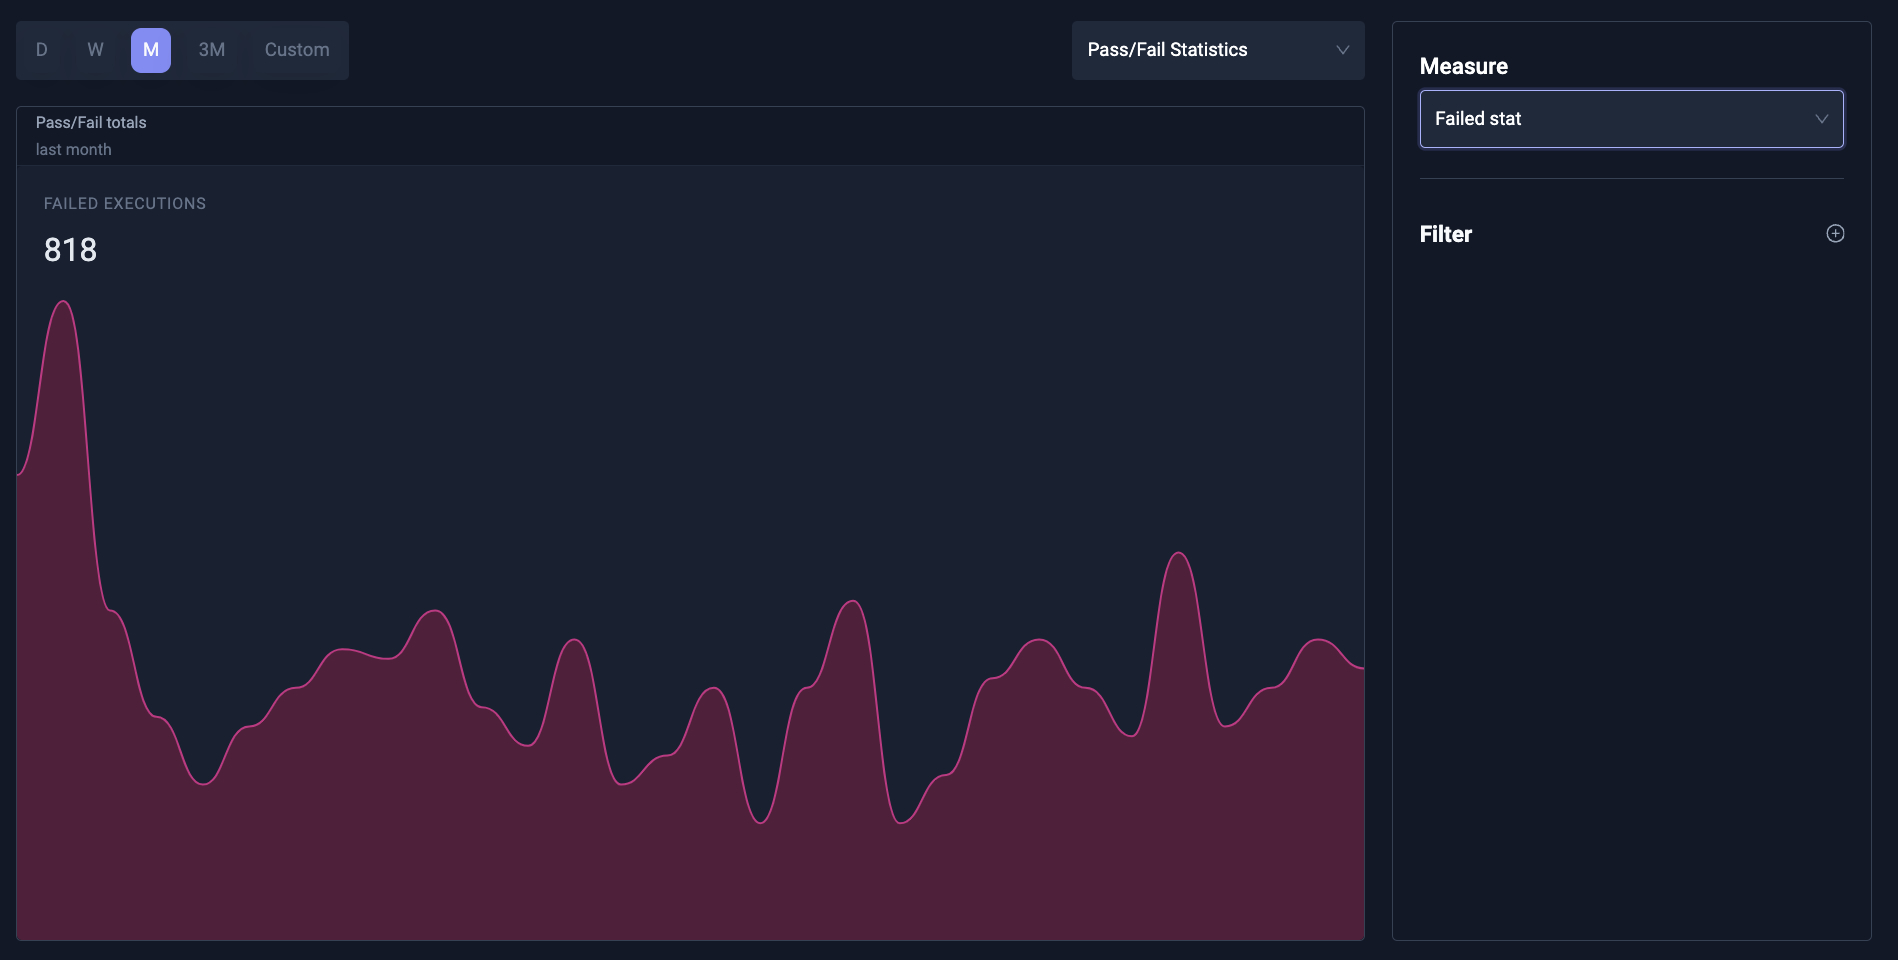 D W M 3M Custom
Pass/Fail Statistics
Pass/Fail totals
last month
FAILED EXECUTIONS
818
Measure
Failed stat
Filter